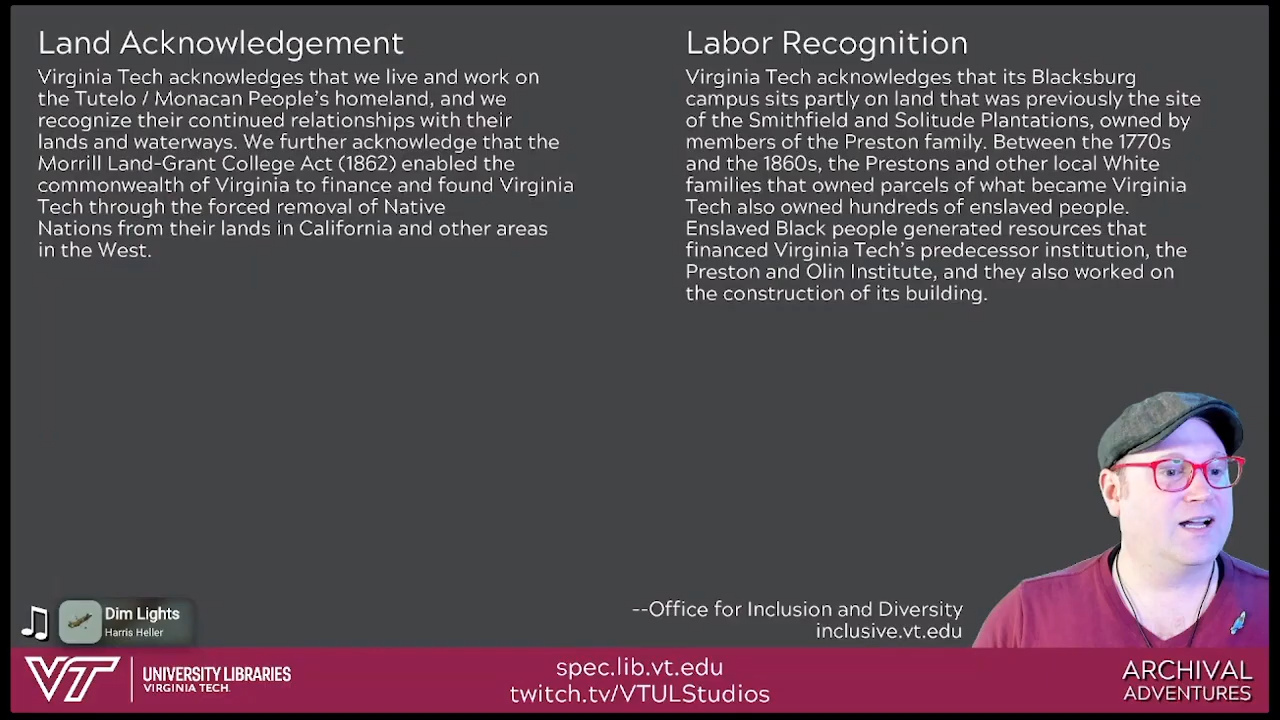 Land Acknowledgement
Virginia Tech acknowledges that we live and work on
the Tutelo / Monacan People's homeland, and we
recognize their continued relationships with their
lands and waterways. We further acknowledge that the
Morrill Land-Grant College Act (1862) enabled the
commonwealth of Virginia to finance and found Virginia
Tech through the forced removal of Native
Nations from their lands in California and other areas
in the West.
Labor Recognition
Virginia Tech acknowledges that its Blacksburg
campus sits partly on land that was previously the site
of the Smithfield and Solitude Plantations, owned by
members of the Preston family. Between the 1770s
and the 1860s, the Prestons and other local White
families that owned parcels of what became Virginia
Tech also owned hundreds of enslaved people.
Enslaved Black people generated resources that
financed Virginia Tech's predecessor institution, the
Preston and Olin Institute, and they also worked on
the construction of its building.
--Office for Inclusion and Diversity
inclusive.vt.edu
Dim Lights
Harris Heller
VT
UNIVERSITY LIBRARIES
VIRGINIA TECH.
spec.lib.vt.edu
twitch.tv/VTULStudios
ARCHIVAL
ADVENTURES